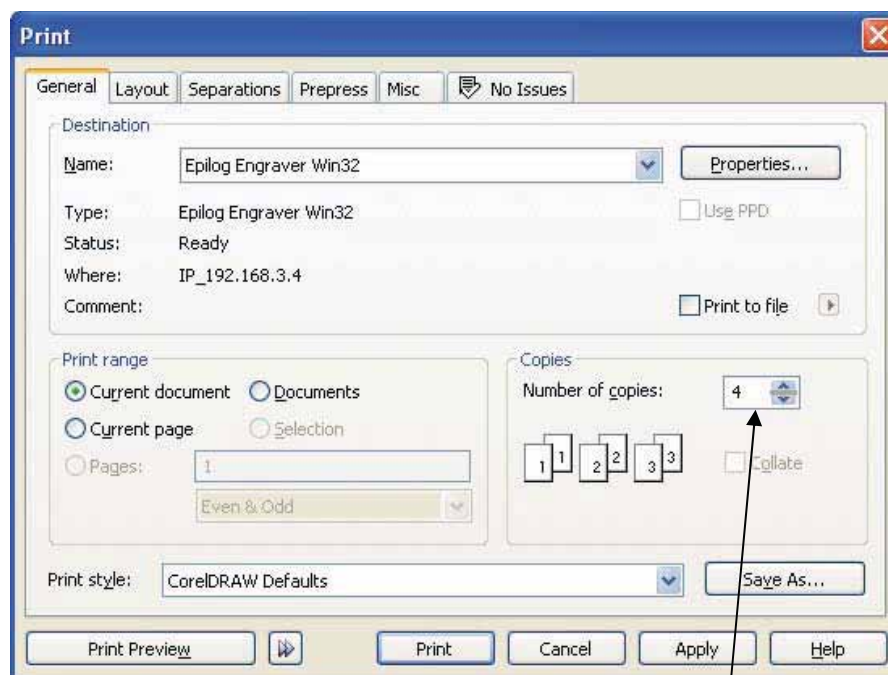 Print
General Layout Separations Prepress Misc No Issues
Destination
Name: Epilog Engraver Win32 Properties...
Type: Epilog Engraver Win32 Use PPD
Status: Ready
Where: IP_192.168.3.4
Comment: Print to file
Print range Copies
Current document Documents Number of copies: 4
Current page Selection
1 1 2 2 3 3
Pages: 1 Collate
Even & Odd
Print style: CorelDRAW Defaults Save As...
Print Preview Print Cancel Apply Help